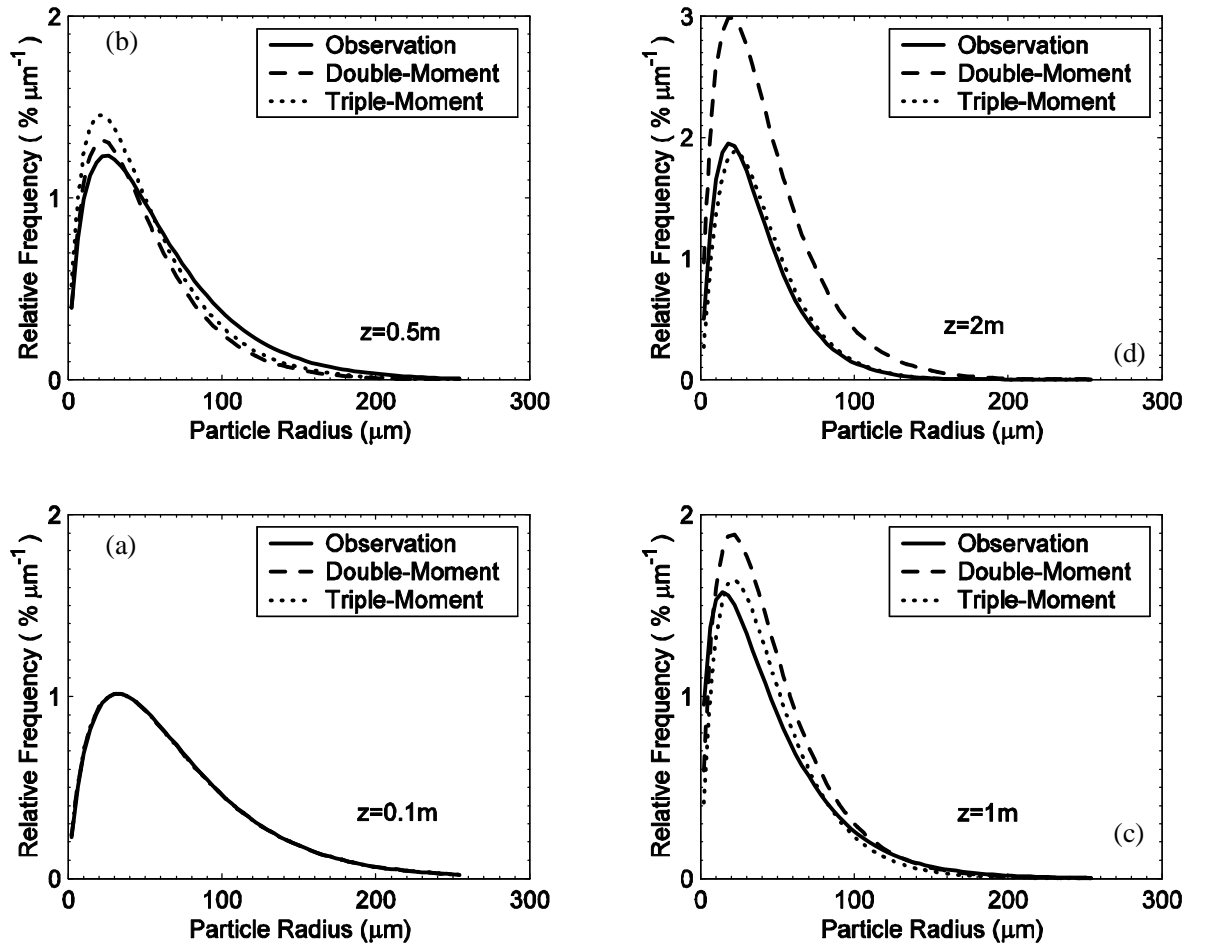 (b)
Observation
Double-Moment
Triple-Moment
z=0.5m
2
1
0
0 100 200 300
Relative Frequency ( % μm⁻¹)
Particle Radius (μm)
Observation
Double-Moment
Triple-Moment
z=2m
(d)
3
2
1
0
0 100 200 300
Relative Frequency ( % μm⁻¹)
Particle Radius (μm)
(a)
Observation
Double-Moment
Triple-Moment
z=0.1m
2
1
0
0 100 200 300
Relative Frequency ( % μm⁻¹)
Particle Radius (μm)
Observation
Double-Moment
Triple-Moment
z=1m
(c)
2
1
0
0 100 200 300
Relative Frequency ( % μm⁻¹)
Particle Radius (μm)